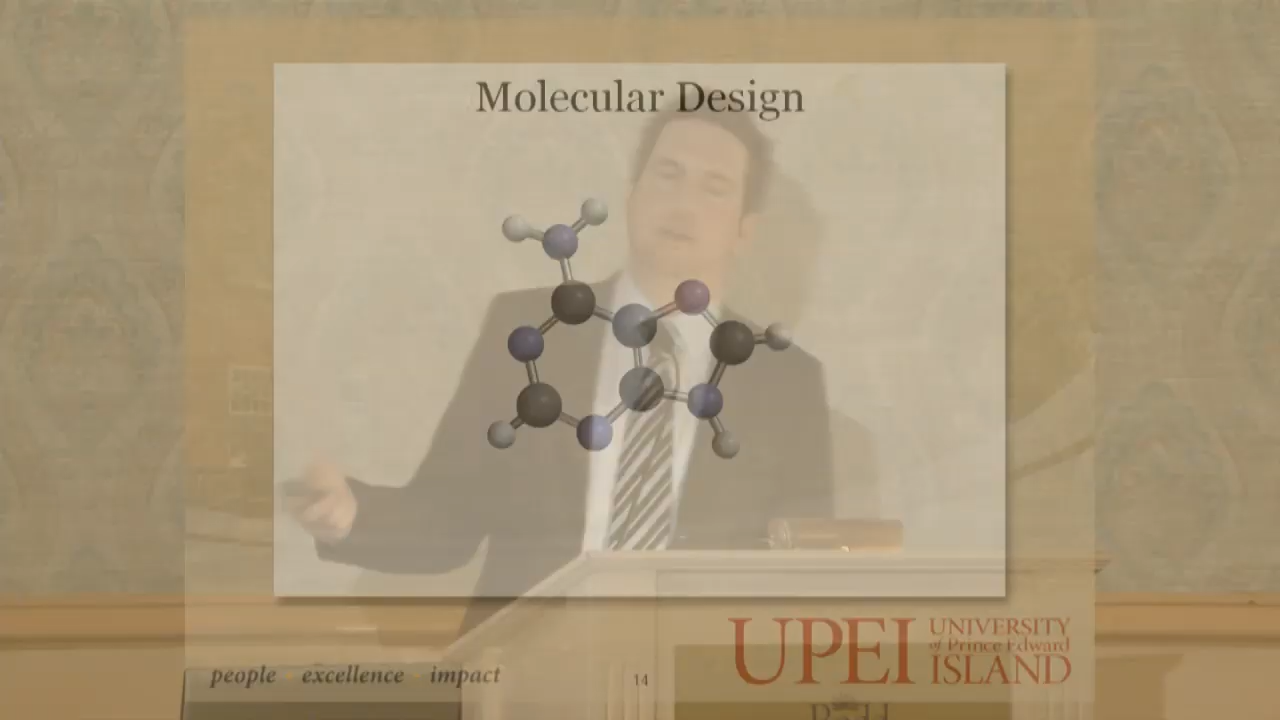 Molecular Design
people excellence impact
14
UPEI
UNIVERSITY
of Prince Edward
ISLAND